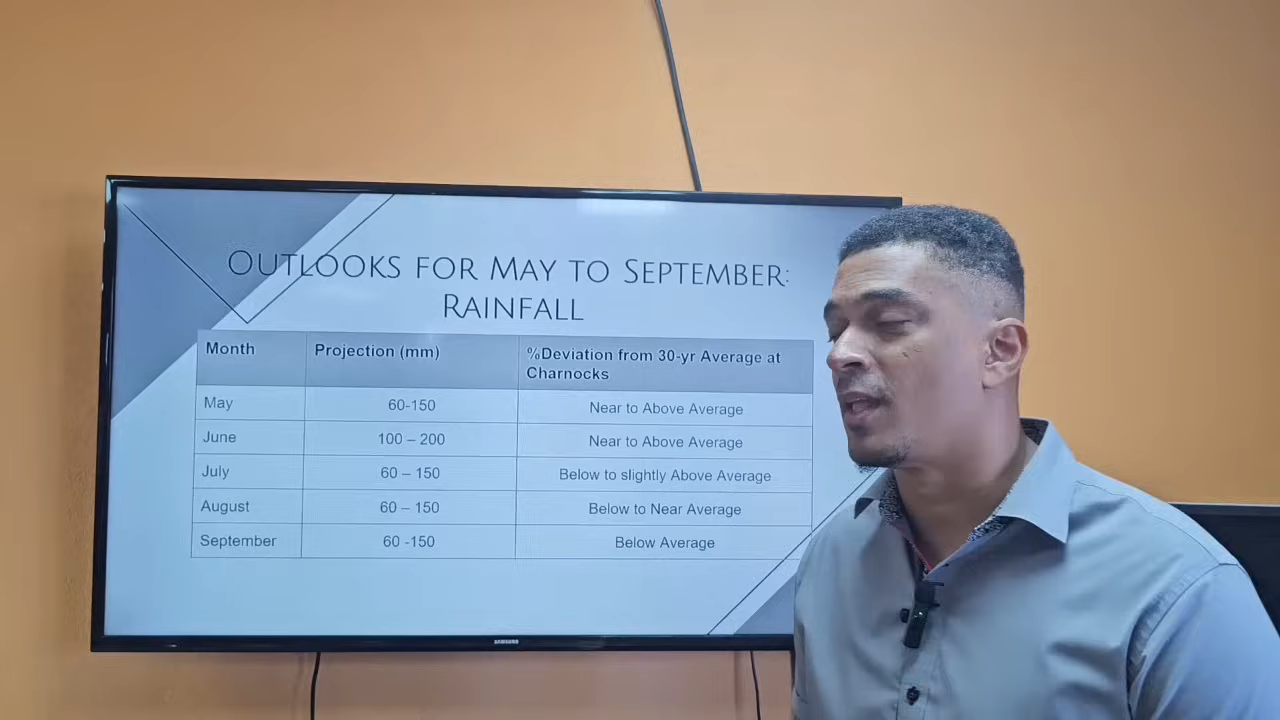 Outlooks for May to September:
Rainfall
Month Projection (mm) %Deviation from 30-yr Average at
Charnocks
May 60-150 Near to Above Average
June 100 – 200 Near to Above Average
July 60 – 150 Below to slightly Above Average
August 60 – 150 Below to Near Average
September 60 -150 Below Average
SAMSUNG